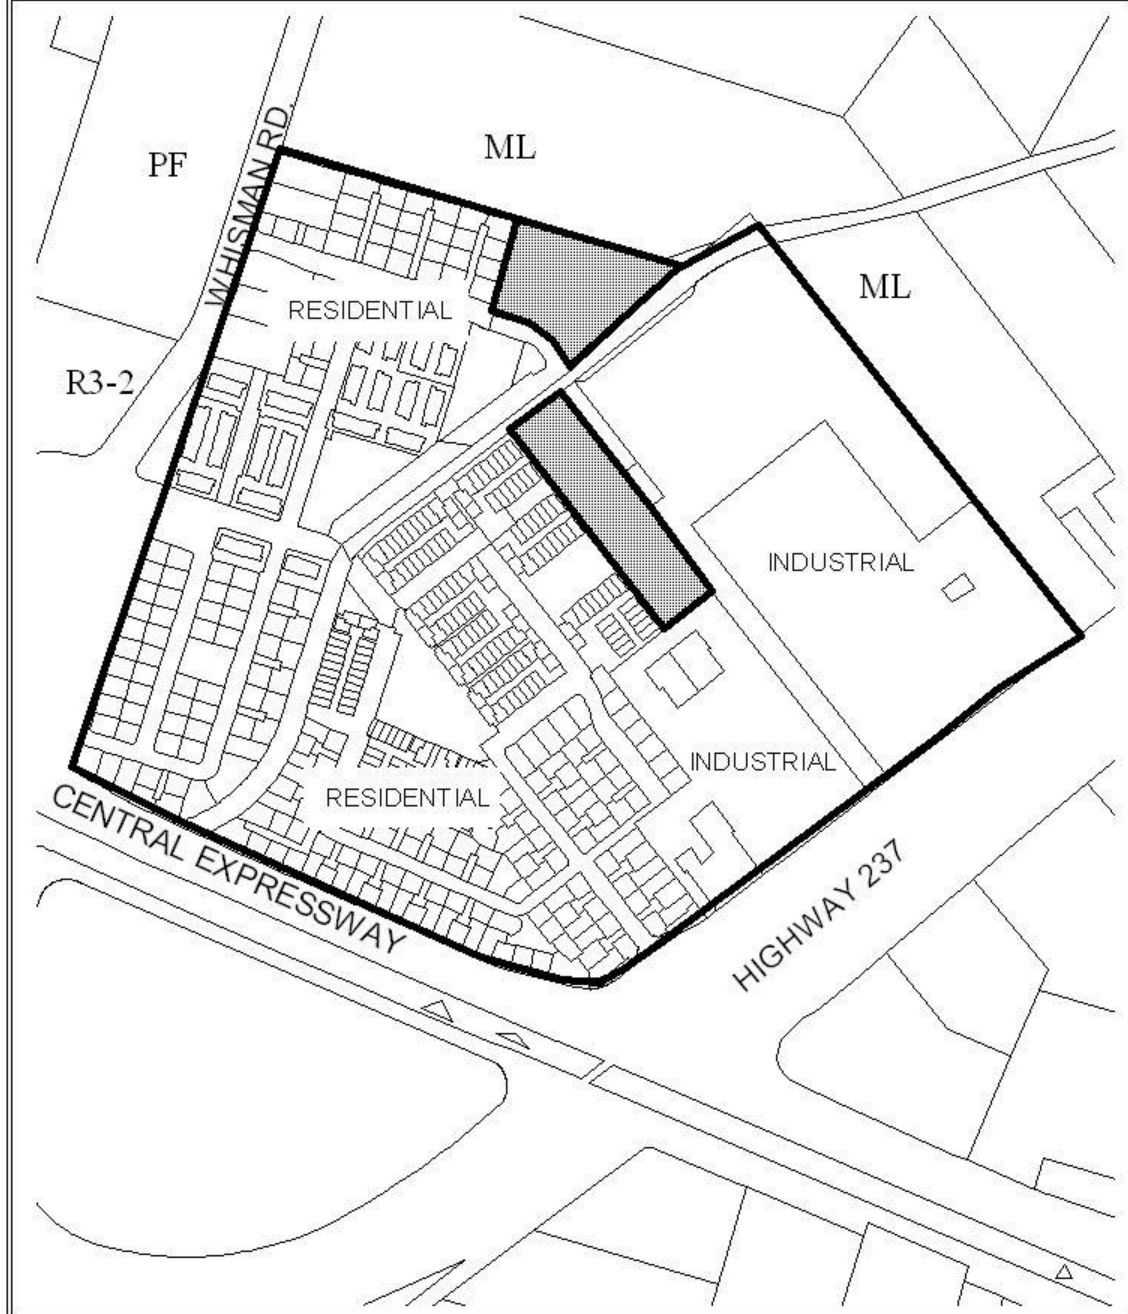 ML
PF
WHISMAN RD.
ML
RESIDENTIAL
R3-2
INDUSTRIAL
INDUSTRIAL
RESIDENTIAL
CENTRAL EXPRESSWAY
HIGHWAY 237